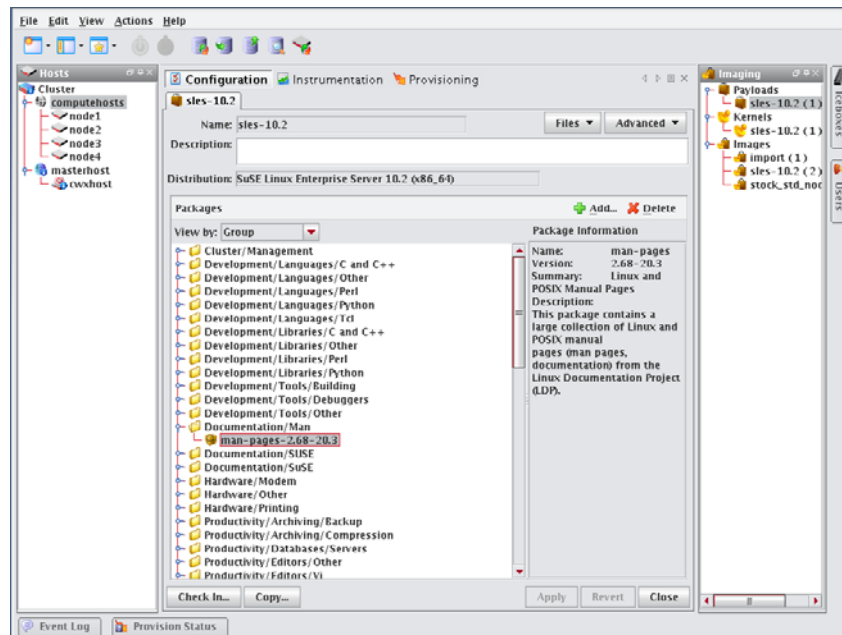 File Edit View Actions Help
Hosts
Cluster
computehosts
node1
node2
node3
node4
masterhost
cwxhost
Configuration Instrumentation Provisioning
sles-10.2
Name: sles-10.2 Files Advanced
Description:
Distribution: SuSE Linux Enterprise Server 10.2 (x86_64)
Packages Add... Delete
View by: Group
Cluster/Management
Development/Languages/C and C++
Development/Languages/Other
Development/Languages/Perl
Development/Languages/Python
Development/Languages/Tcl
Development/Libraries/C and C++
Development/Libraries/Other
Development/Libraries/Perl
Development/Libraries/Python
Development/Tools/Building
Development/Tools/Debuggers
Development/Tools/Other
Documentation/Man
man-pages-2.68-20.3
Documentation/SUSE
Documentation/SuSE
Hardware/Modem
Hardware/Other
Hardware/Printing
Productivity/Archiving/Backup
Productivity/Archiving/Compression
Productivity/Databases/Servers
Productivity/Editors/Other
Productivity/Editors/Vi
Package Information
Name: man-pages
Version: 2.68-20.3
Summary: Linux and
POSIX Manual Pages
Description:
This package contains a
large collection of Linux and
POSIX manual
pages (man pages,
documentation) from the
Linux Documentation Project
(LDP).
Check In... Copy... Apply Revert Close
Imaging
Payloads
sles-10.2 (1)
Kernels
sles-10.2 (1)
Images
import (1)
sles-10.2 (2)
stock_std_noc
Iceboxes
Users
Event Log Provision Status